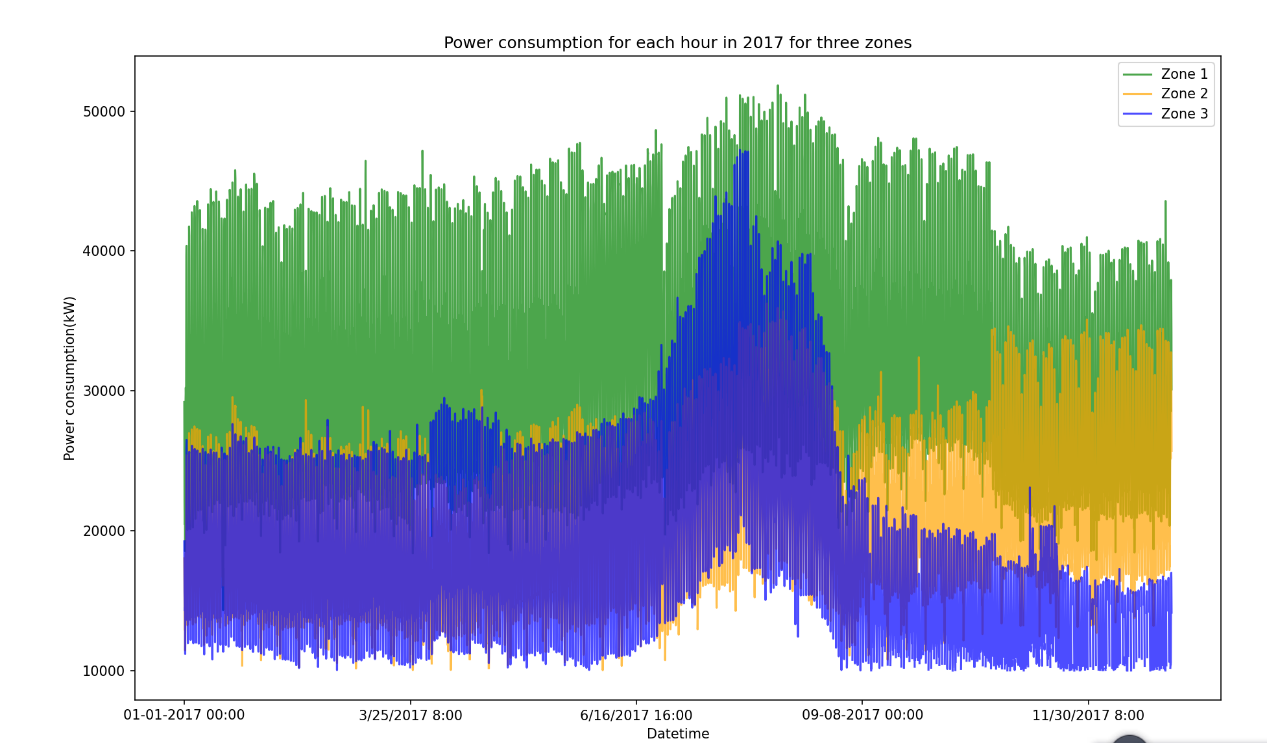 Power consumption for each hour in 2017 for three zones
Zone 1
Zone 2
Zone 3
50000
40000
30000
20000
10000
Power consumption(kW)
01-01-2017 00:00
3/25/2017 8:00
6/16/2017 16:00
09-08-2017 00:00
11/30/2017 8:00
Datetime